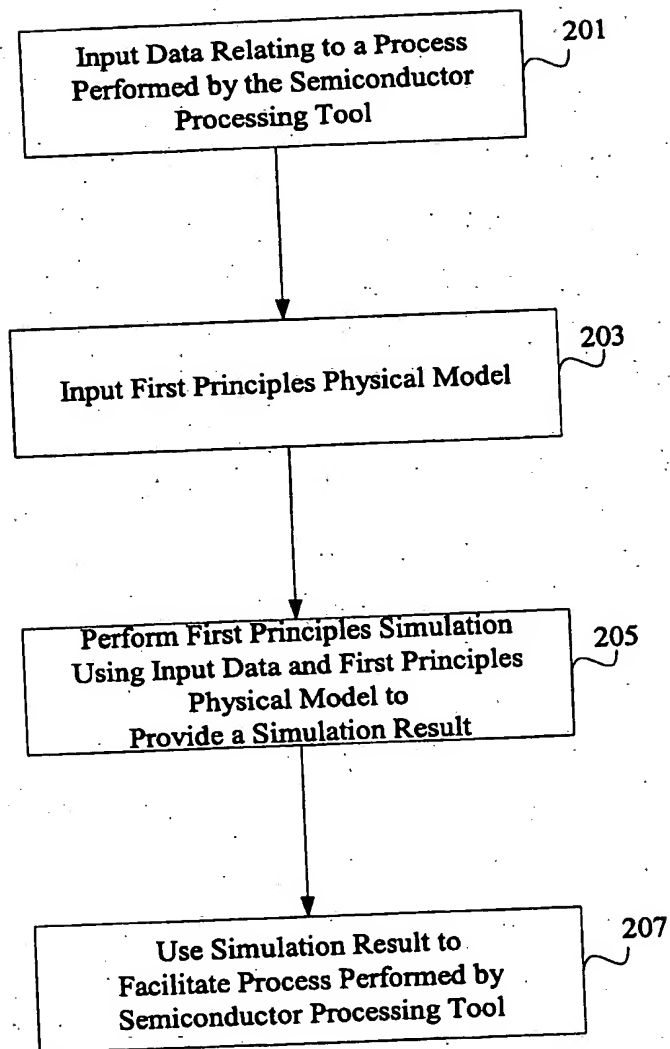 Input Data Relating to a Process
Performed by the Semiconductor
Processing Tool
201
Input First Principles Physical Model
203
Perform First Principles Simulation
Using Input Data and First Principles
Physical Model to
Provide a Simulation Result
205
Use Simulation Result to
Facilitate Process Performed by
Semiconductor Processing Tool
207